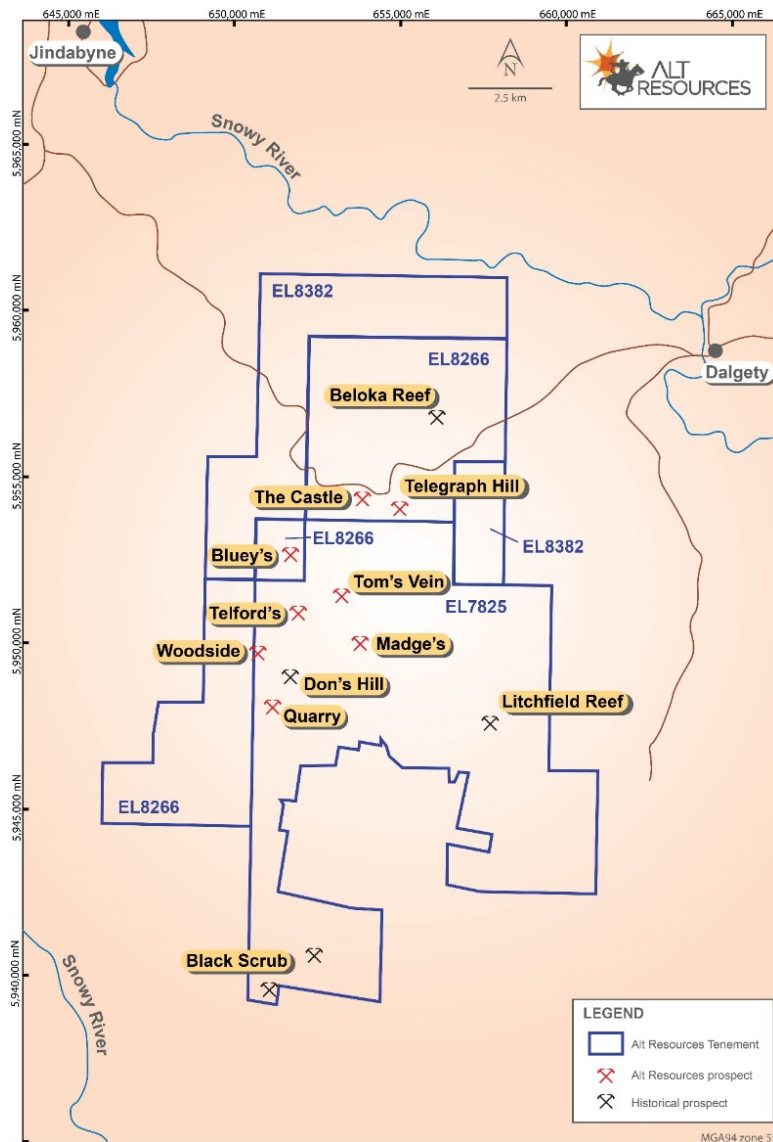 645,000 mE
650,000 mE
655,000 mE
660,000 mE
665,000 mE
Jindabyne
N
2.5 km
ALT
RESOURCES
Snowy River
5,965,000 mN
EL8382
5,960,000 mN
EL8266
Dalgety
Beloka Reef
5,955,000 mN
The Castle
Telegraph Hill
EL8266
EL8382
Bluey's
Tom's Vein
EL7825
Telford's
5,950,000 mN
Woodside
Madge's
Don's Hill
Litchfield Reef
Quarry
5,945,000 mN
EL8266
Black Scrub
5,940,000 mN
Snowy River
LEGEND
Alt Resources Tenement
Alt Resources prospect
Historical prospect
MGA94 zone